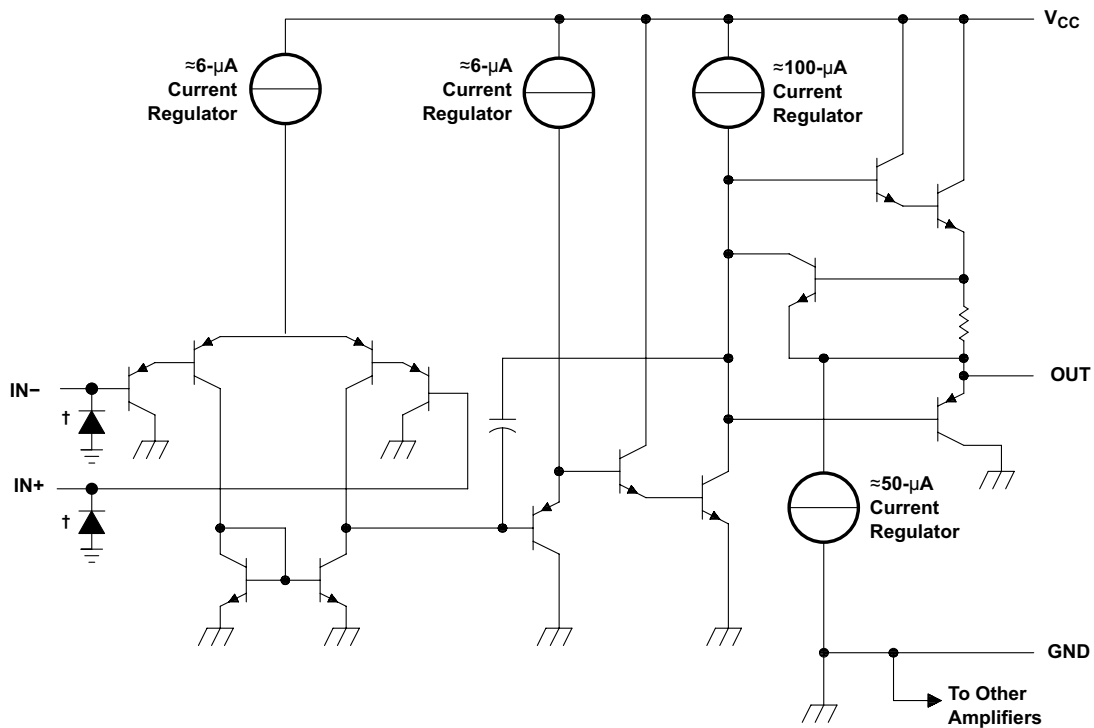 VCC
≈6-µA
Current
Regulator
≈6-µA
Current
Regulator
≈100-µA
Current
Regulator
IN−
†
OUT
IN+
†
≈50-µA
Current
Regulator
GND
To Other
Amplifiers